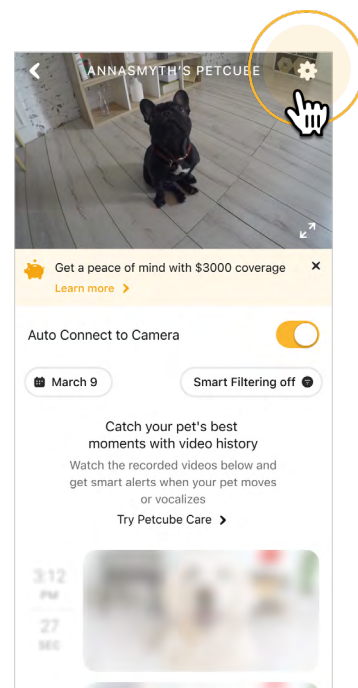 ANNASMYTH'S PETCUBE
Get a peace of mind with $3000 coverage
Learn more
Auto Connect to Camera
March 9
Smart Filtering off
Catch your pet's best
moments with video history
Watch the recorded videos below and
get smart alerts when your pet moves
or vocalizes
Try Petcube Care
3:12
PM
27
SEC